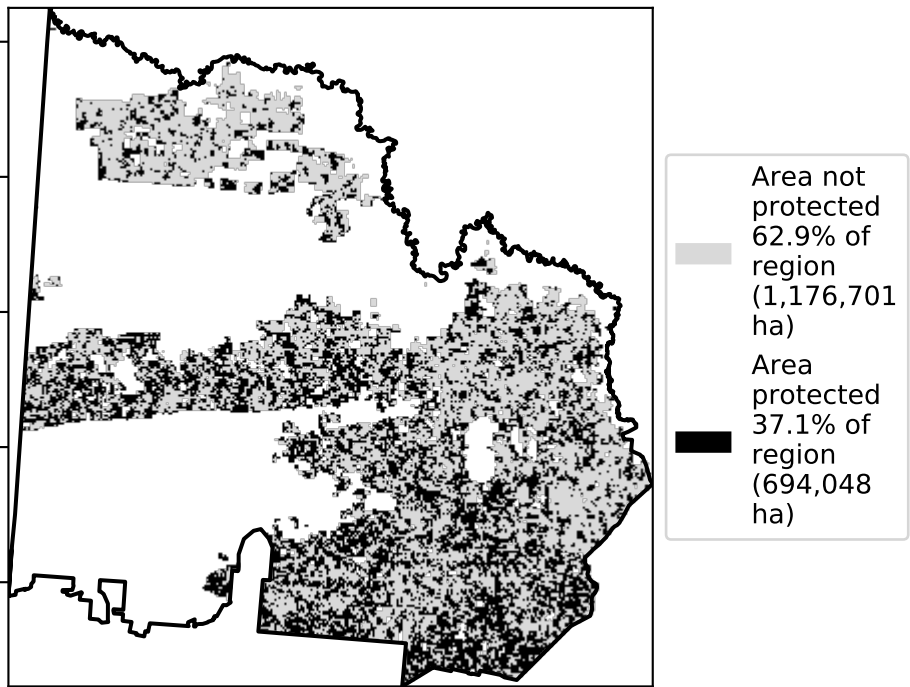 Area not
protected
62.9% of
region
(1,176,701
ha)
Area
protected
37.1% of
region
(694,048
ha)